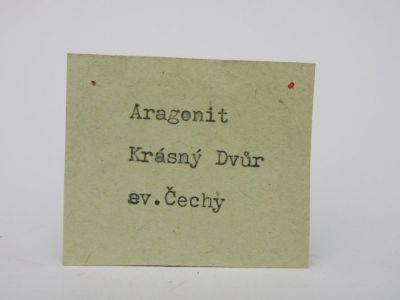 Aragonit
Krásný Dvůr
sv.Čechy